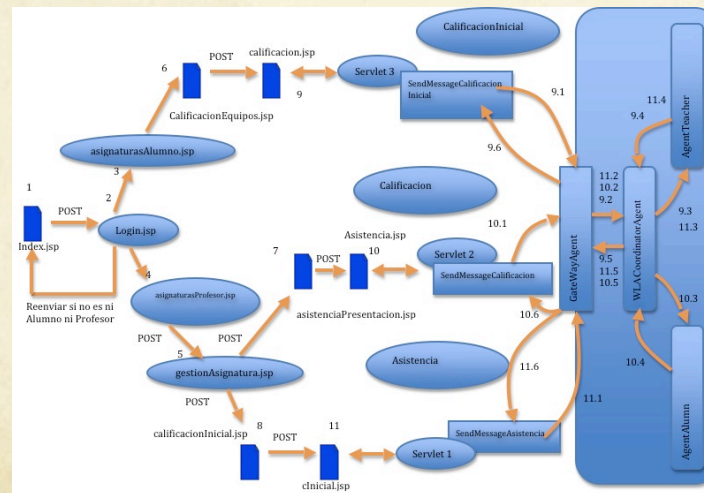 CalificacionInicial
calificacion.jsp
POST
6
Servlet 3
9
SendMessageCalificacion
Inicial
CalificacionEquipos.jsp
9.1
9.6
11.4
9.4
AgentTeacher
asignaturasAlumno.jsp
3
2
1
POST
Index.jsp
Login.jsp
4
Reenviar si no es ni
Alumno ni Profesor
Calificacion
10.1
Asistencia.jsp
7
POST
10
Servlet 2
SendMessageCalificacion
asistenciaPresentacion.jsp
10.6
GateWayAgent
11.2
10.2
9.2
9.5
11.5
10.5
WLACoordinatorAgent
9.3
11.3
10.3
10.4
AgentAlumn
asignaturasProfesor.jsp
POST
POST
5
gestionAsignatura.jsp
POST
Asistencia
11.6
11.1
calificacionInicial.jsp
8
POST
11
cInicial.jsp
SendMessageAsistencia
Servlet 1